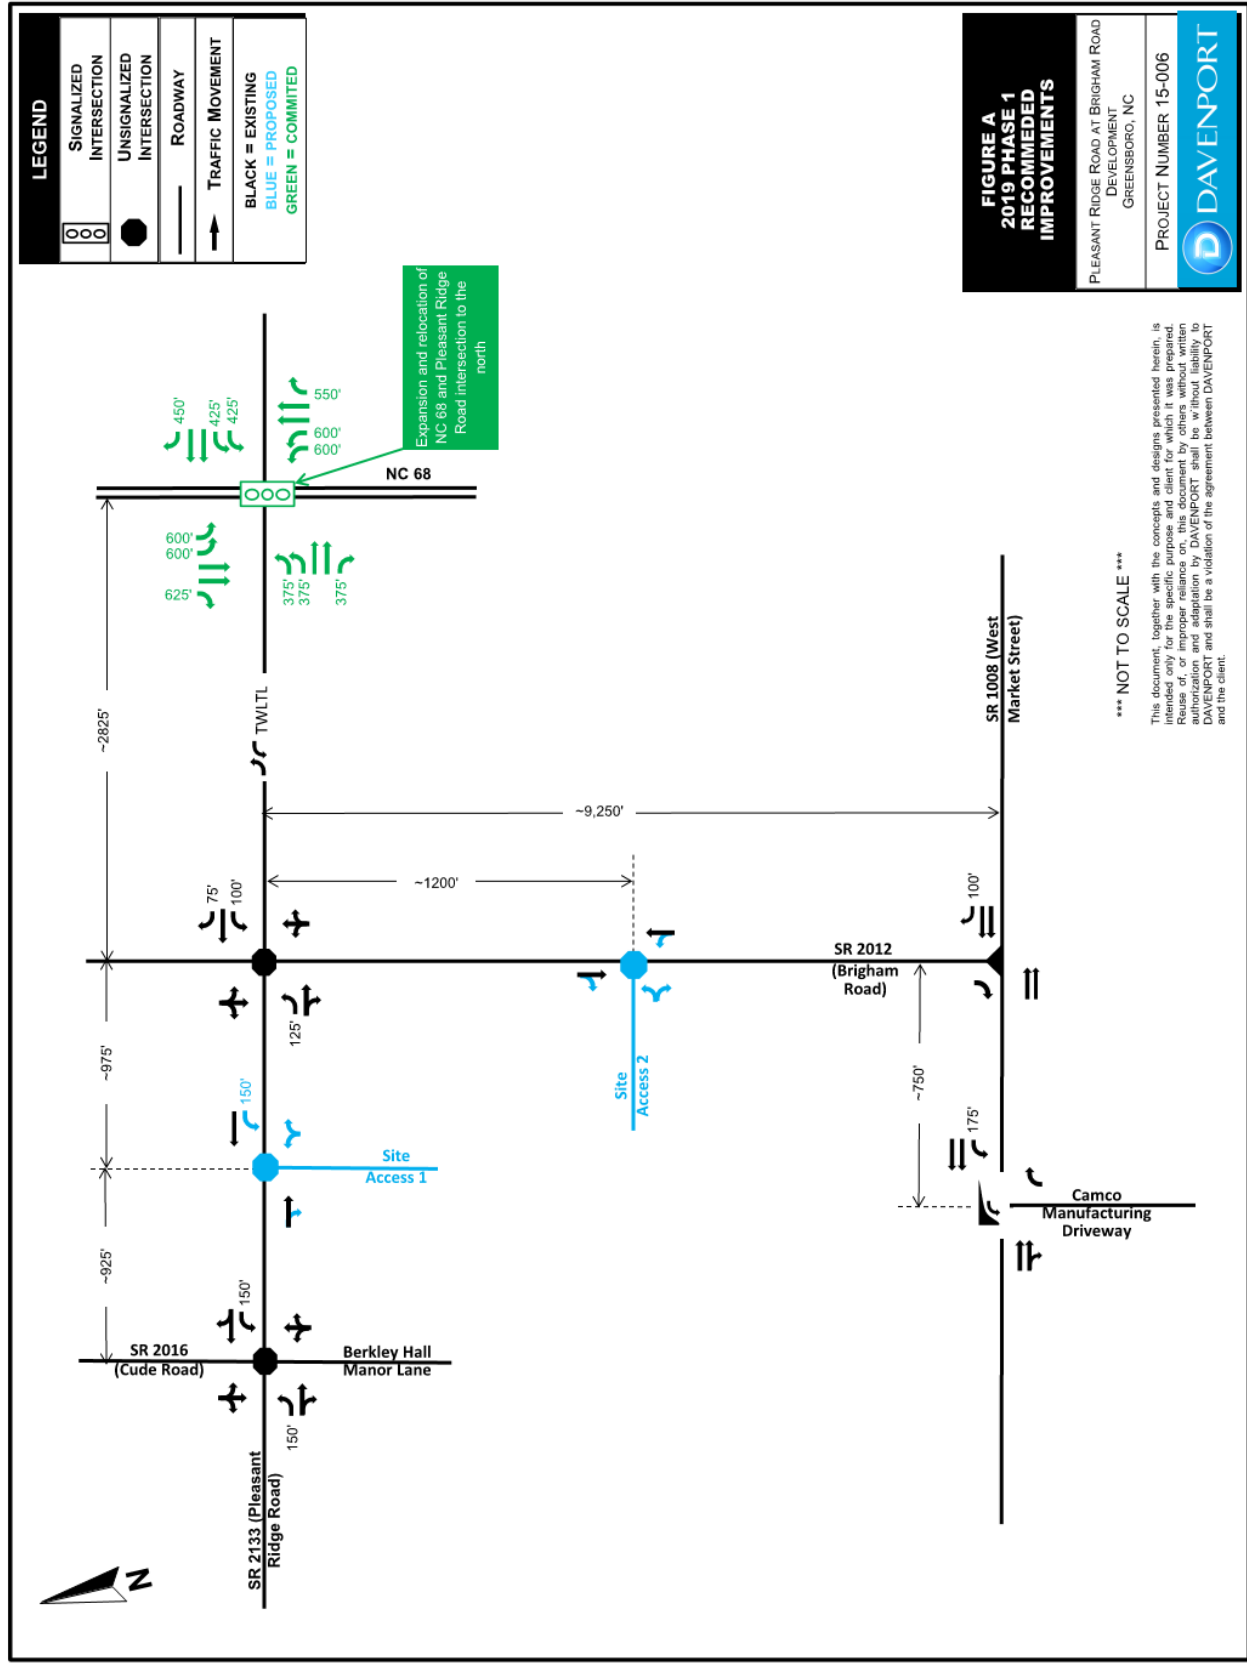 LEGEND
SIGNALIZED
INTERSECTION
UNSIGNALIZED
INTERSECTION
ROADWAY
TRAFFIC MOVEMENT
BLACK = EXISTING
BLUE = PROPOSED
GREEN = COMMITED
Expansion and relocation of
NC 68 and Pleasant Ridge
Road intersection to the
north
450'
425'
425'
550'
600'
600'
NC 68
600'
600'
625'
375'
375'
375'
~2825'
TWLTL
~9,250'
~1200'
75'
100'
125'
~975'
150'
Site
Access 1
~925'
150'
SR 2016
(Cude Road)
Berkley Hall
Manor Lane
150'
SR 2133 (Pleasant
Ridge Road)
N
Site
Access 2
SR 2012
(Brigham
Road)
100'
SR 1008 (West
Market Street)
~750'
175'
Camco
Manufacturing
Driveway
*** NOT TO SCALE ***
This document, together with the concepts and designs presented herein, is
intended only for the specific purpose and client for which it was prepared.
Reuse of, or improper reliance on, this document by others without written
authorization and adaptation by DAVENPORT shall be without liability to
DAVENPORT and shall be a violation of the agreement between DAVENPORT
and the client.
FIGURE A
2019 PHASE 1
RECOMMEDED
IMPROVEMENTS
PLEASANT RIDGE ROAD AT BRIGHAM ROAD
DEVELOPMENT
GREENSBORO, NC
PROJECT NUMBER 15-006
D DAVENPORT